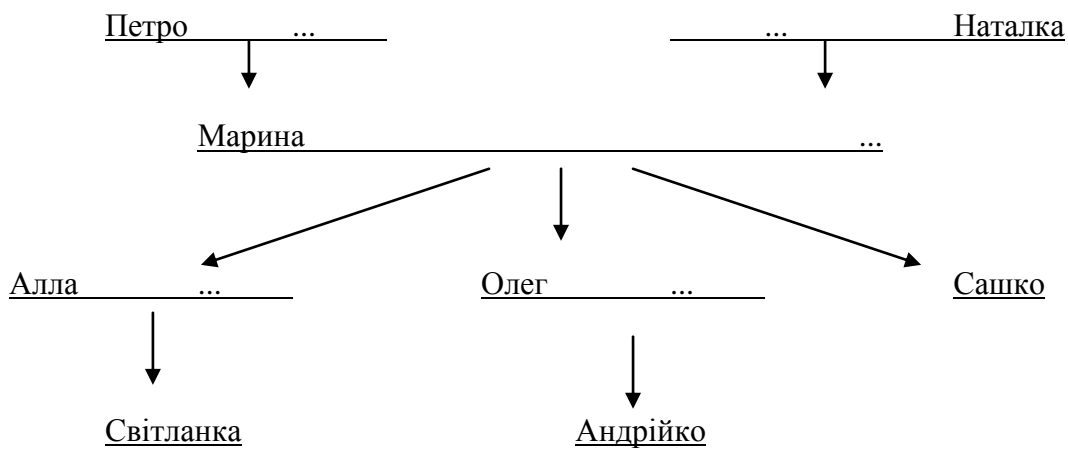 Петро ... ... Наталка
Марина ...
Алла ... Олег ... Сашко
Світланка Андрійко